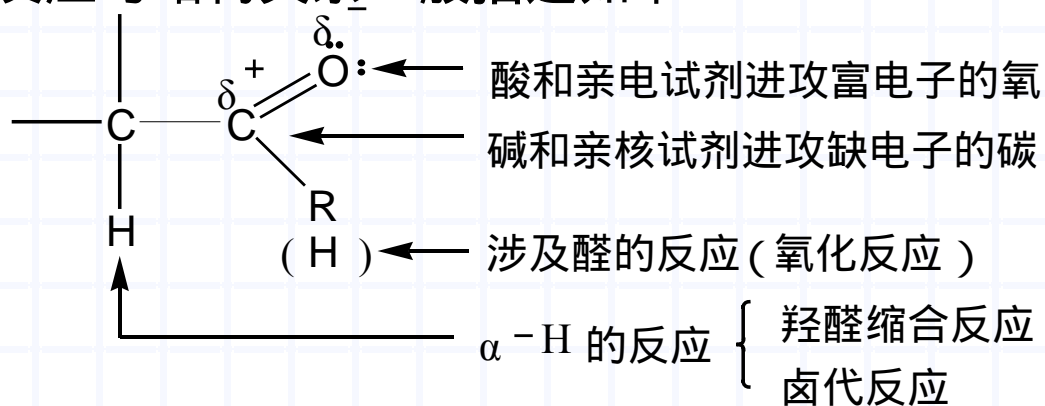 δ −
δ + O 酸和亲电试剂进攻富电子的氧
C C 碱和亲核试剂进攻缺电子的碳
R
H ( H ) 涉及醛的反应(氧化反应)
α－H 的反应 { 羟醛缩合反应
卤代反应